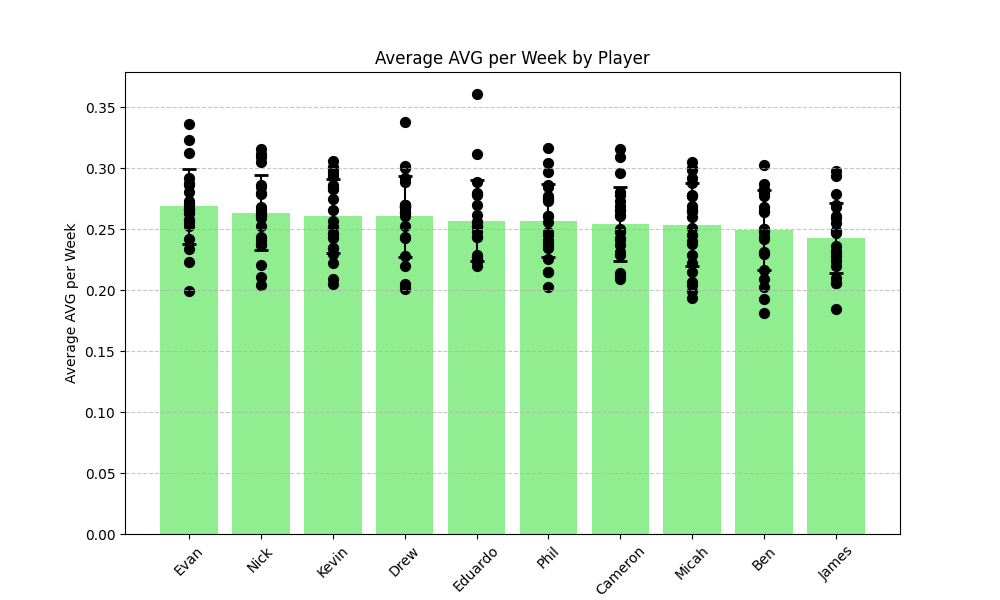 Average AVG per Week by Player
Average AVG per Week
0.35
0.30
0.25
0.20
0.15
0.10
0.05
0.00
Evan
Nick
Kevin
Drew
Eduardo
Phil
Cameron
Micah
Ben
James